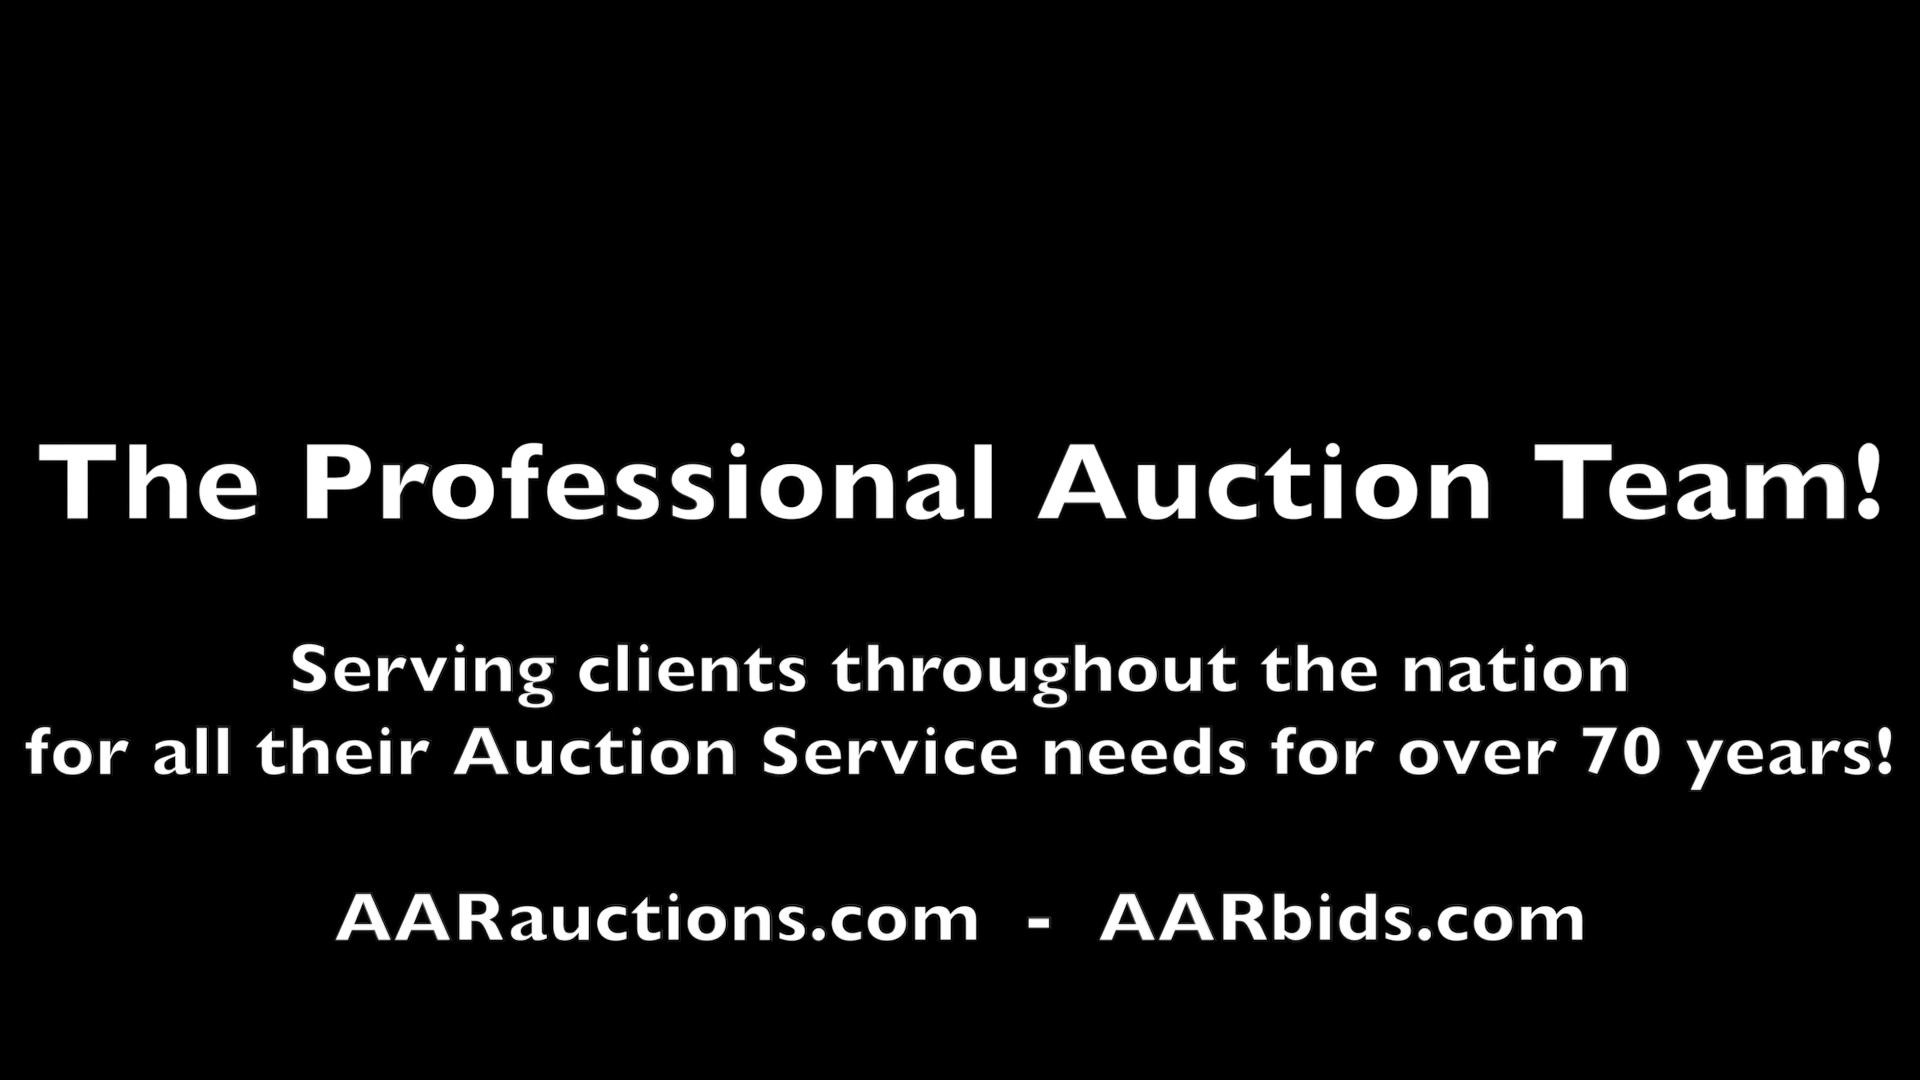 The Professional Auction Team!
Serving clients throughout the nation
for all their Auction Service needs for over 70 years!
AARauctions.com - AARbids.com